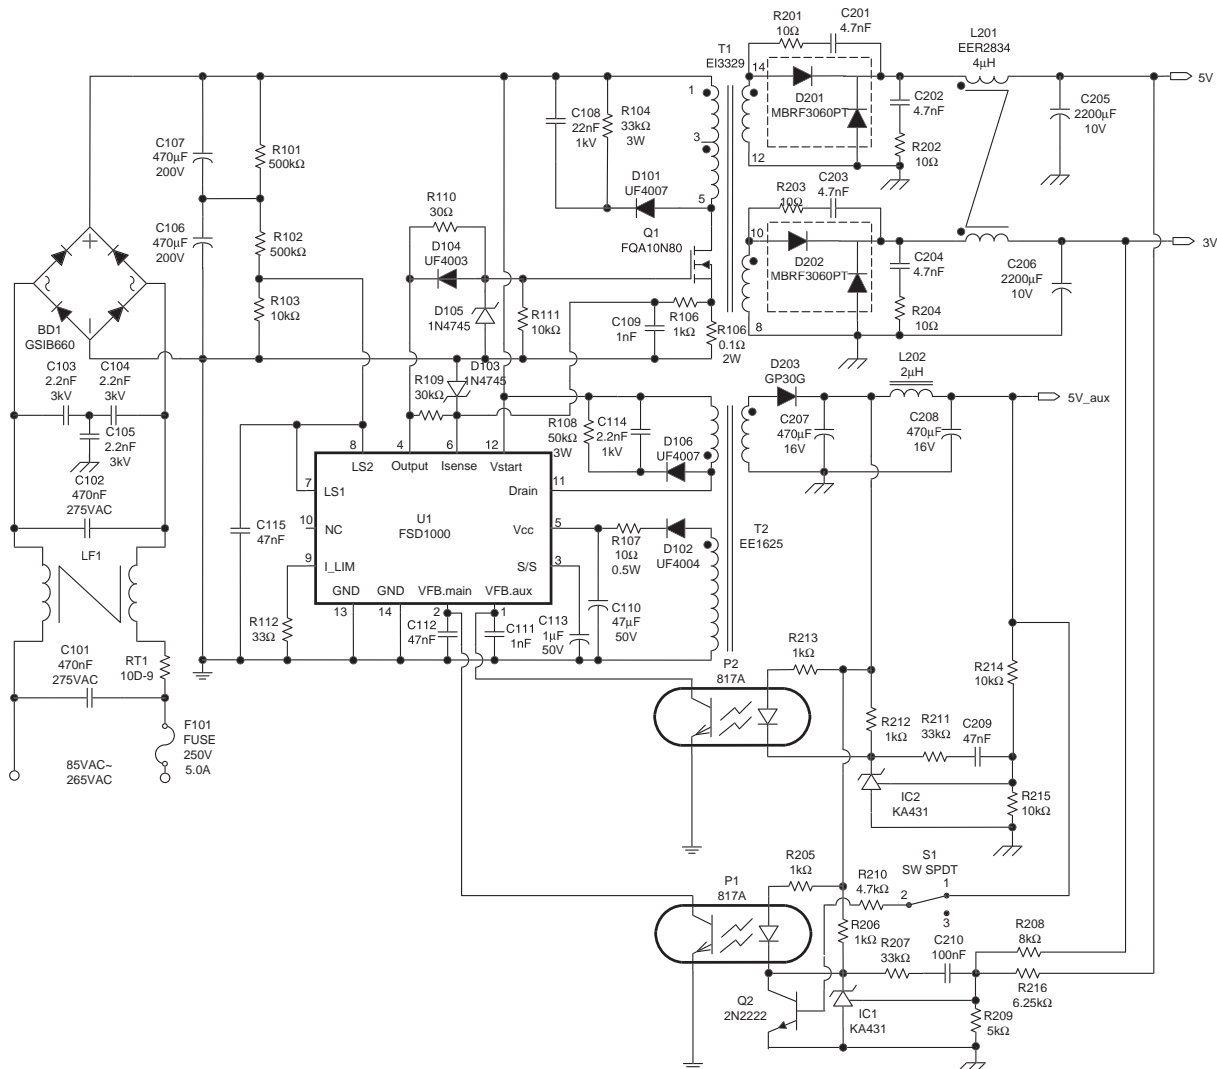 R201
10Ω
C201
4.7nF
T1
EI3329
14
D201
MBRF3060PT
12
C202
4.7nF
R202
10Ω
L201
EER2834
4µH
C205
2200µF
10V
5V
1
3
5
C108
22nF
1kV
R104
33kΩ
3W
D101
UF4007
C107
470µF
200V
R101
500kΩ
C106
470µF
200V
R102
500kΩ
R103
10kΩ
R110
30Ω
D104
UF4003
D105
1N4745
R111
10kΩ
Q1
FQA10N80
C109
1nF
R106
1kΩ
R106
0.1Ω
2W
R203
10Ω
C203
4.7nF
10
D202
MBRF3060PT
8
C204
4.7nF
R204
10Ω
C206
2200µF
10V
3V
BD1
GSIB660
C103
2.2nF
3kV
C104
2.2nF
3kV
C105
2.2nF
3kV
C102
470nF
275VAC
LF1
C101
470nF
275VAC
RT1
10D-9
F101
FUSE
250V
5.0A
85VAC~
265VAC
R109
30kΩ
D103
1N4745
R108
50kΩ
3W
C114
2.2nF
1kV
D106
UF4007
D203
GP30G
L202
2µH
C207
470µF
16V
C208
470µF
16V
5V_aux
8
4
6
12
LS2
Output
Isense
Vstart
7
LS1
Drain
11
10
NC
U1
FSD1000
Vcc
5
9
I_LIM
S/S
3
GND
GND
VFB.main
VFB.aux
13
14
2
1
C115
47nF
R112
33Ω
C112
47nF
C111
1nF
C113
1µF
50V
C110
47µF
50V
R107
10Ω
0.5W
D102
UF4004
T2
EE1625
P2
817A
R213
1kΩ
R212
1kΩ
R211
33kΩ
C209
47nF
R214
10kΩ
IC2
KA431
R215
10kΩ
P1
817A
R205
1kΩ
R210
4.7kΩ
S1
SW SPDT
1
2
3
R206
1kΩ
R207
33kΩ
C210
100nF
R208
8kΩ
R216
6.25kΩ
Q2
2N2222
IC1
KA431
R209
5kΩ